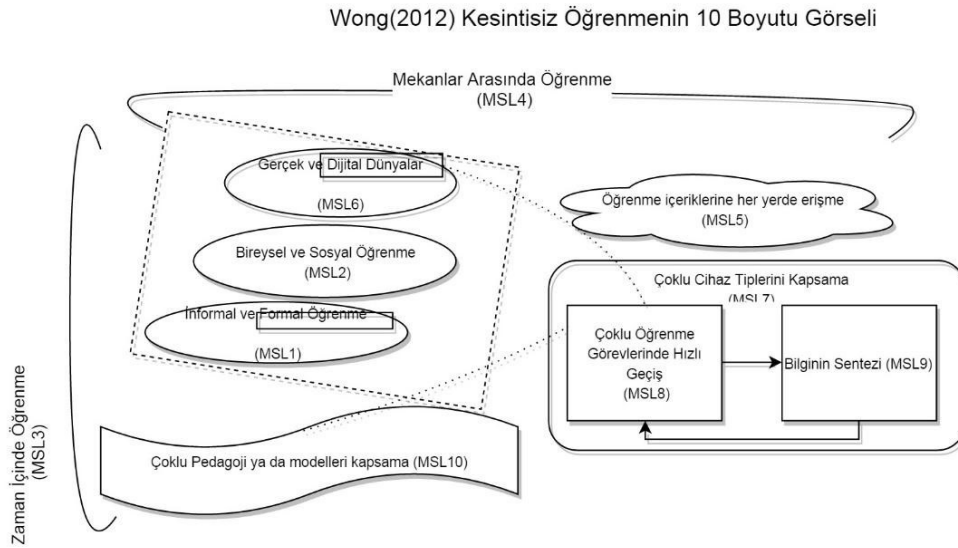 Wong(2012) Kesintisiz Öğrenmenin 10 Boyutu Görseli
Mekanlar Arasında Öğrenme
(MSL4)
Gerçek ve Dijital Dünyalar
(MSL6)
Öğrenme içeriklerine her yerde erişme
(MSL5)
Bireysel ve Sosyal Öğrenme
(MSL2)
Çoklu Cihaz Tiplerini Kapsama
(MSL7)
İnformal ve Formal Öğrenme
(MSL1)
Çoklu Öğrenme
Görevlerinde Hızlı
Geçiş
(MSL8)
Bilginin Sentezi (MSL9)
Zaman İçinde Öğrenme
(MSL3)
Çoklu Pedagoji ya da modelleri kapsama (MSL10)